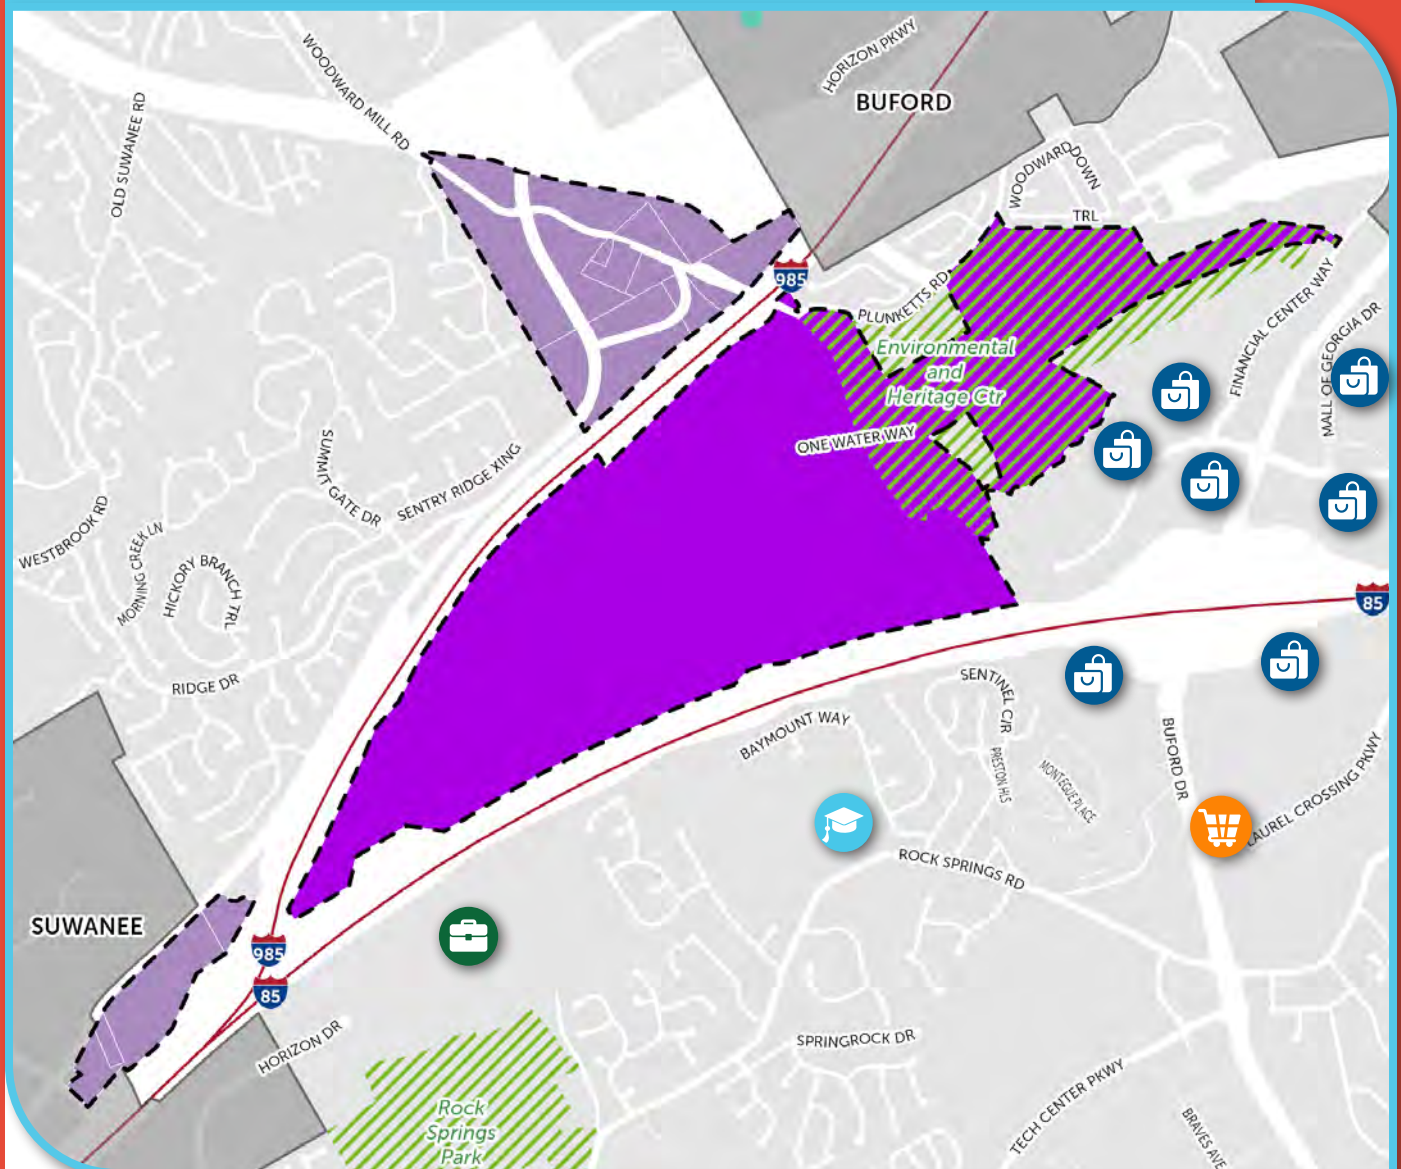 WOODWARD MILL RD
HORIZON PKWY
BUFORD
OLD SUWANEE RD
WOODWARD
DOWN
TRL
985
PLUNKETTS RD
FINANCIAL CENTER WAY
MALL OF GEORGIA DR
Environmental
and
Heritage Ctr
ONE WATER WAY
SUMMIT GATE DR
SENTRY RIDGE XING
WESTBROOK RD
MORNING CREEK LN
HICKORY BRANCH TRL
85
RIDGE DR
SENTINEL CIR
BAYMOUNT WAY
PRESTON HLS
MONTEGUE PLACE
BUFORD DR
LAUREL CROSSING PKWY
ROCK SPRINGS RD
SUWANEE
985
85
HORIZON DR
SPRINGROCK DR
TECH CENTER PKWY
BRAVES AVE
Rock
Springs
Park